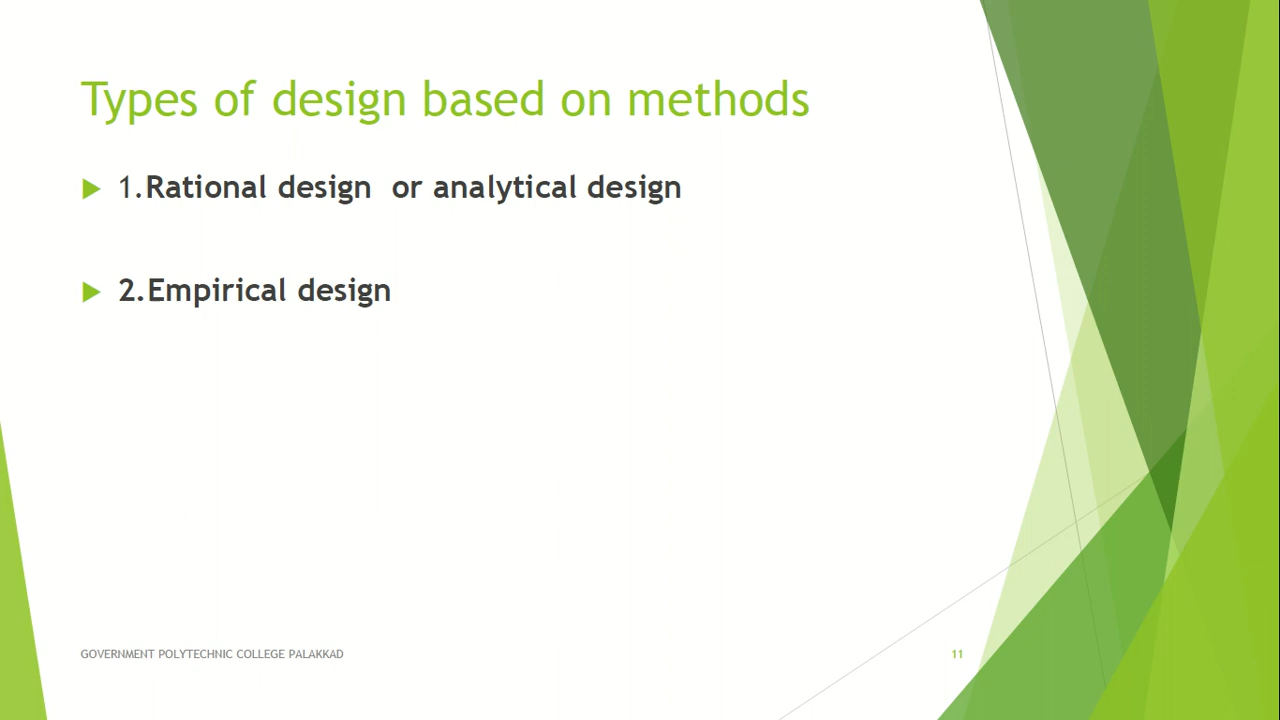 Types of design based on methods
1.Rational design  or analytical design
2.Empirical design
GOVERNMENT POLYTECHNIC COLLEGE PALAKKAD
11